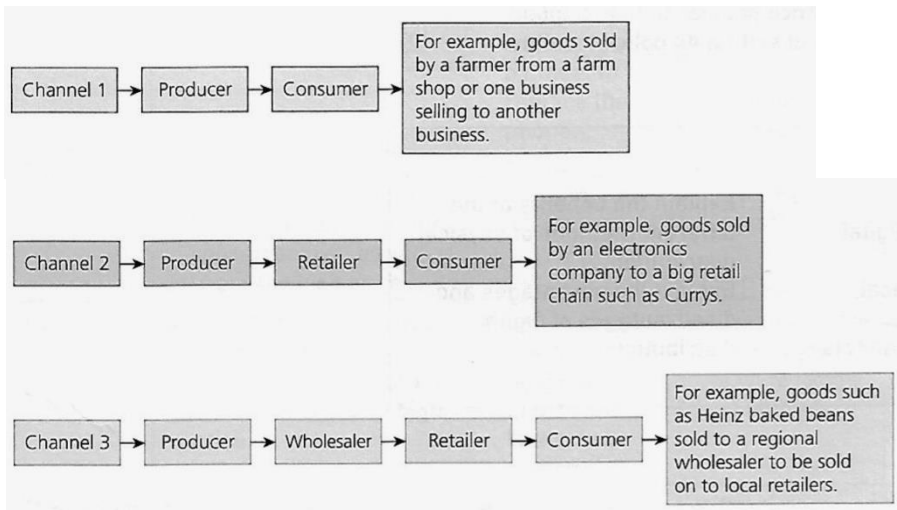 For example, goods sold
by a farmer from a farm
shop or one business
selling to another
business.
Channel 1
Producer
Consumer
For example, goods sold
by an electronics
company to a big retail
chain such as Currys.
Channel 2
Producer
Retailer
Consumer
For example, goods such
as Heinz baked beans
sold to a regional
wholesaler to be sold
on to local retailers.
Channel 3
Producer
Wholesaler
Retailer
Consumer